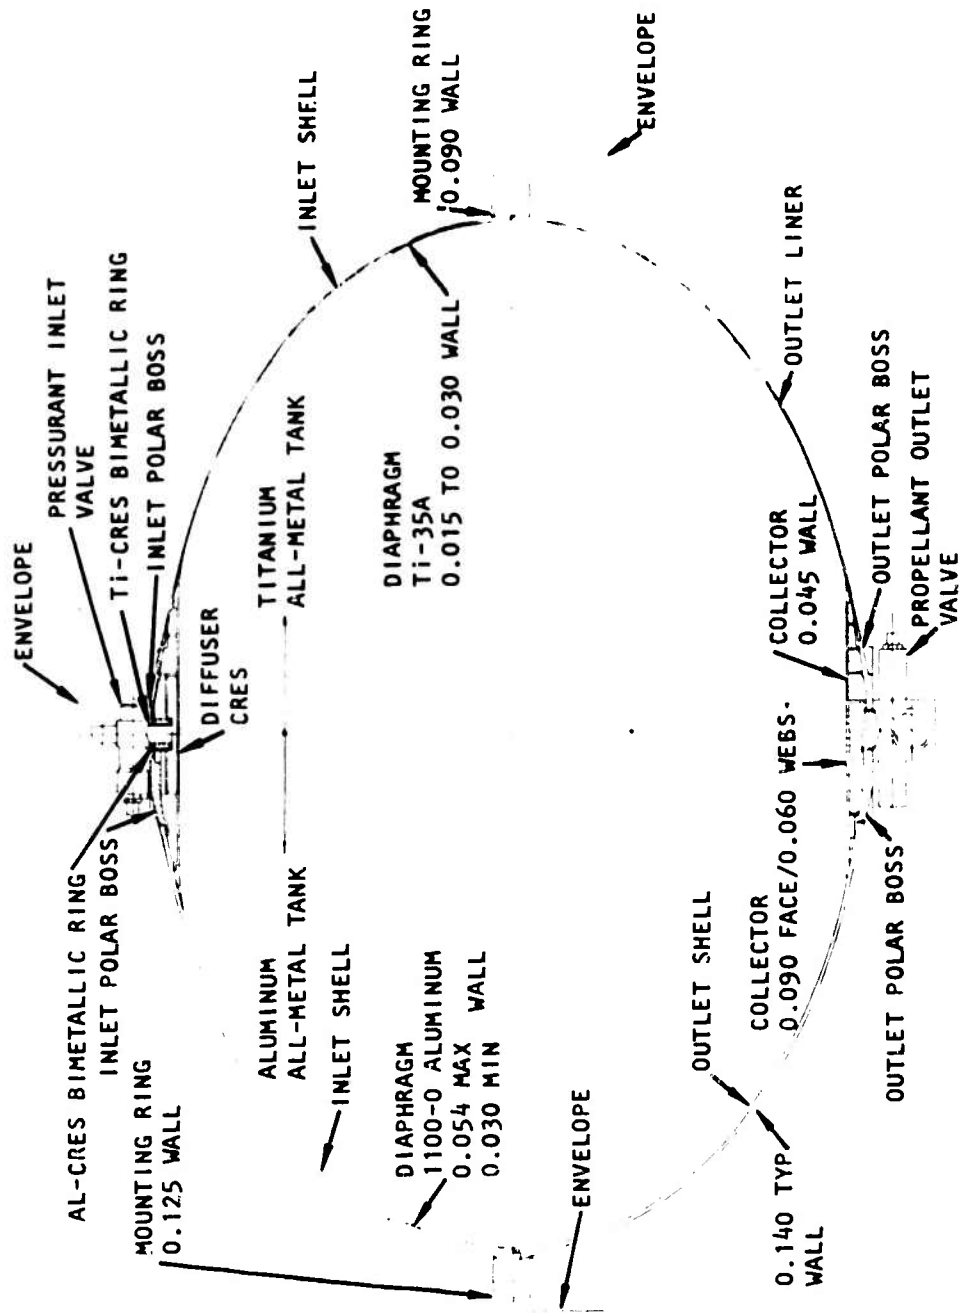 ENVELOPE
PRESSURANT INLET
VALVE
Ti-CRES BIMETALLIC RING
INLET POLAR BOSS
INLET SHELL
MOUNTING RING
0.090 WALL
ENVELOPE
AL-CRES BIMETALLIC RING
INLET POLAR BOSS
MOUNTING RING
0.125 WALL
DIFFUSER
CRES
ALUMINUM
ALL-METAL TANK
TITANIUM
ALL-METAL TANK
INLET SHELL
DIAPHRAGM
1100-O ALUMINUM
0.054 MAX WALL
0.030 MIN
DIAPHRAGM
Ti-35A
0.015 TO 0.030 WALL
ENVELOPE
OUTLET SHELL
0.140 TYP
WALL
COLLECTOR
0.090 FACE/0.060 WEBS
COLLECTOR
0.045 WALL
OUTLET LINER
OUTLET POLAR BOSS
OUTLET POLAR BOSS
PROPELLANT OUTLET
VALVE